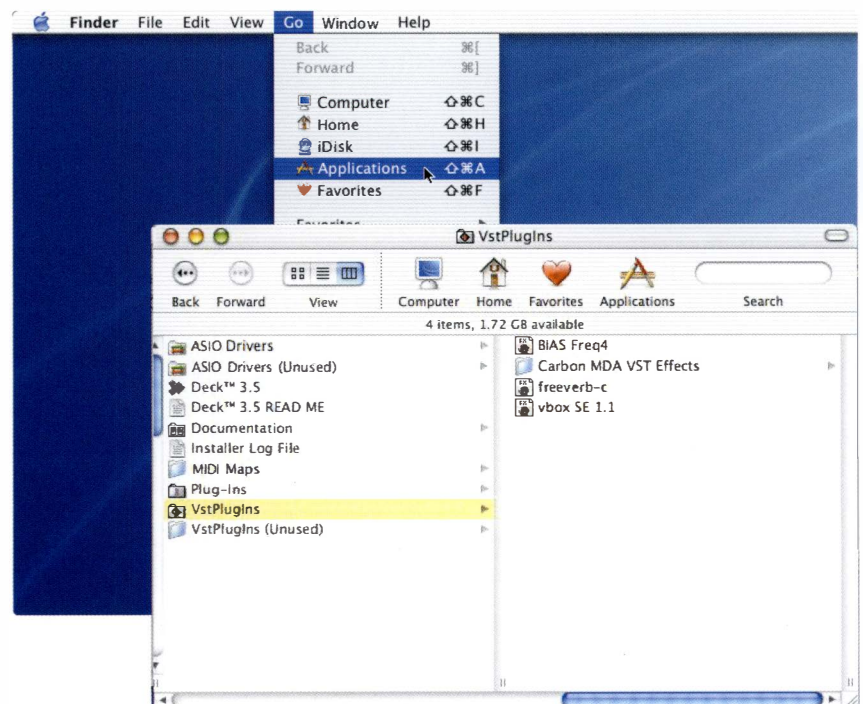 Finder File Edit View Go Window Help
Back ⌘[
Forward ⌘]
Computer ⇧⌘C
Home ⇧⌘H
iDisk ⇧⌘I
Applications ⇧⌘A
Favorites ⇧⌘F
Favorites
VstPlugIns
Back Forward View Computer Home Favorites Applications Search
4 items, 1.72 GB available
ASIO Drivers
ASIO Drivers (Unused)
Deck™ 3.5
Deck™ 3.5 READ ME
Documentation
Installer Log File
MIDI Maps
Plug-Ins
VstPlugIns
VstPlugIns (Unused)
BIAS Freq4
Carbon MDA VST Effects
freeverb-c
vbox SE 1.1